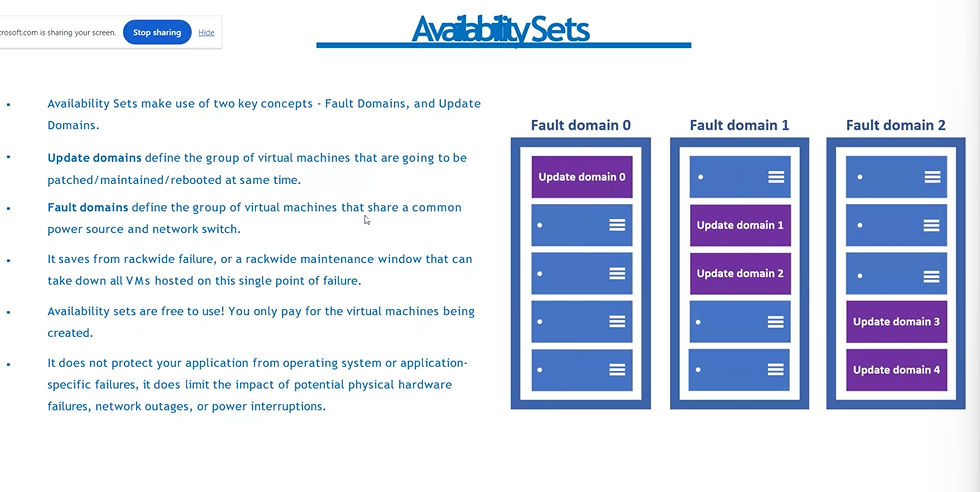 crosoft.com is sharing your screen. Stop sharing Hide
Availability Sets
Availability Sets make use of two key concepts - Fault Domains, and Update
Domains.
Update domains define the group of virtual machines that are going to be
patched/maintained/rebooted at same time.
Fault domains define the group of virtual machines that share a common
power source and network switch.
It saves from rackwide failure, or a rackwide maintenance window that can
take down all VMs hosted on this single point of failure.
Availability sets are free to use! You only pay for the virtual machines being
created.
It does not protect your application from operating system or application-
specific failures, it does limit the impact of potential physical hardware
failures, network outages, or power interruptions.
Fault domain 0
Update domain 0
Fault domain 1
Update domain 1
Update domain 2
Fault domain 2
Update domain 3
Update domain 4